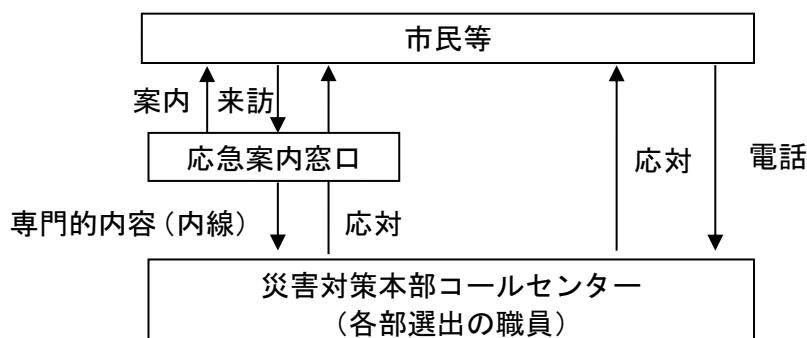 市民等
案内
来訪
応急案内窓口
応対
電話
専門的内容（内線）
応対
災害対策本部コールセンター
（各部選出の職員）